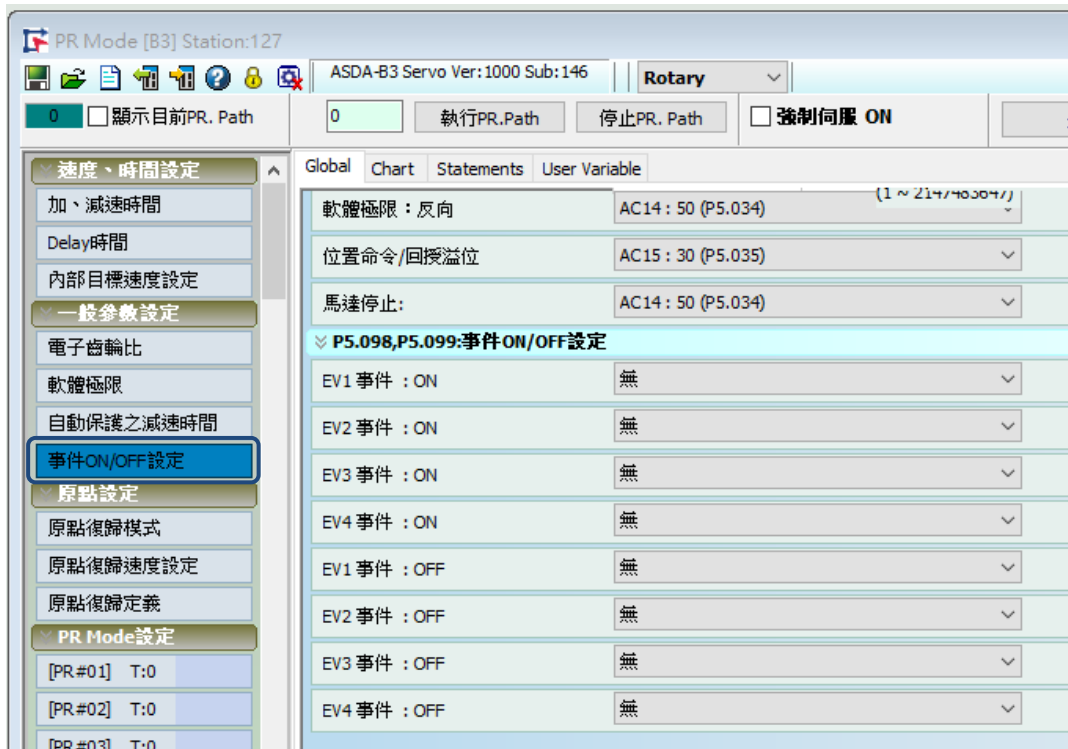 PR Mode [B3] Station:127
ASDA-B3 Servo Ver:1000 Sub:146
Rotary
0
顯示目前PR. Path
0
執行PR.Path
停止PR. Path
強制伺服 ON
速度、時間設定
加、減速時間
Delay時間
內部目標速度設定
一般參數設定
電子齒輪比
軟體極限
自動保護之減速時間
事件ON/OFF設定
原點設定
原點復歸模式
原點復歸速度設定
原點復歸定義
PR Mode設定
[PR#01] T:0
[PR#02] T:0
[PR#03] T:0
Global Chart Statements User Variable
(1 ~ 2147483647)
軟體極限：反向 AC14 : 50 (P5.034)
位置命令/回授溢位 AC15 : 30 (P5.035)
馬達停止: AC14 : 50 (P5.034)
P5.098,P5.099:事件ON/OFF設定
EV1 事件 : ON 無
EV2 事件 : ON 無
EV3 事件 : ON 無
EV4 事件 : ON 無
EV1 事件 : OFF 無
EV2 事件 : OFF 無
EV3 事件 : OFF 無
EV4 事件 : OFF 無